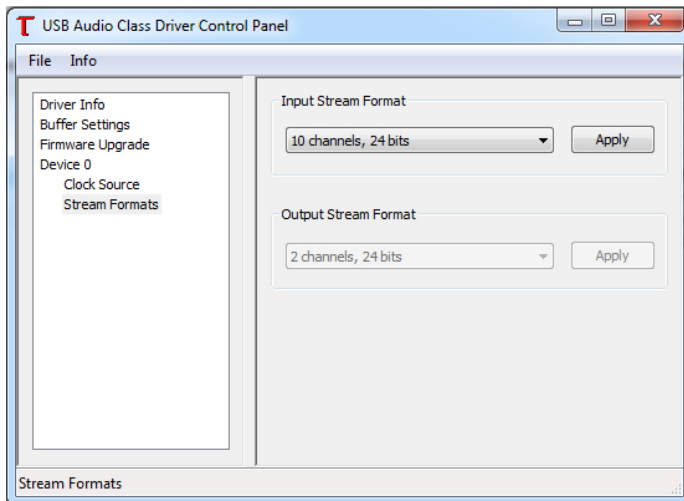 USB Audio Class Driver Control Panel
File Info
Driver Info
Buffer Settings
Firmware Upgrade
Device 0
Clock Source
Stream Formats
Input Stream Format
10 channels, 24 bits
Apply
Output Stream Format
2 channels, 24 bits
Apply
Stream Formats